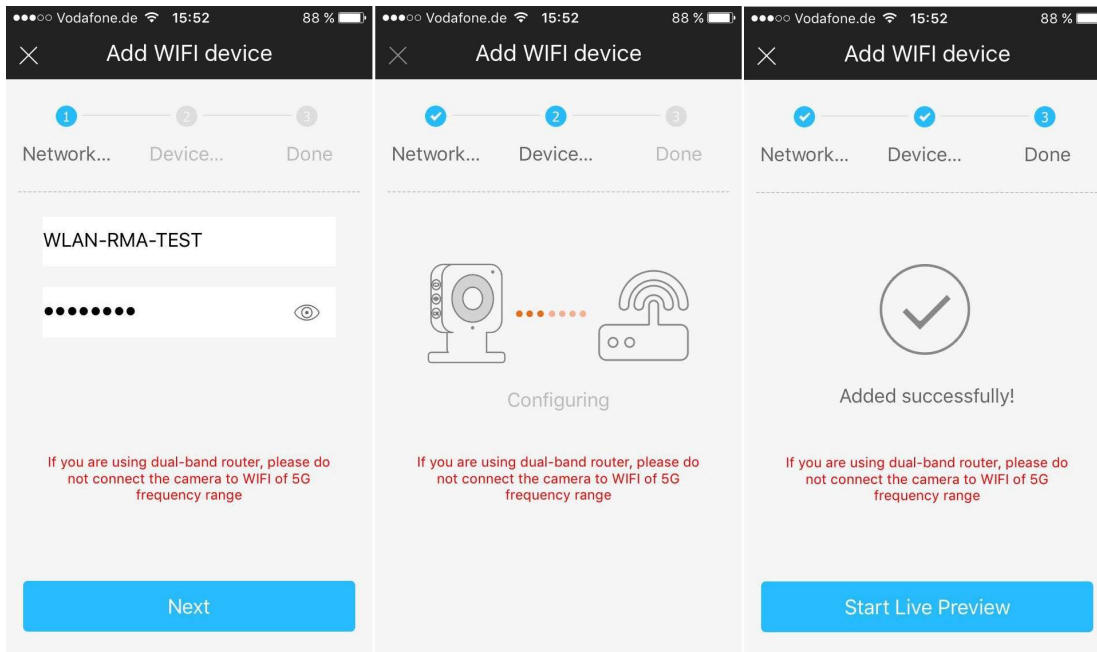 Vodafone.de 15:52 88 %
Add WIFI device
1 2 3
Network... Device... Done
WLAN-RMA-TEST
••••••••
If you are using dual-band router, please do
not connect the camera to WIFI of 5G
frequency range
Next
Vodafone.de 15:52 88 %
Add WIFI device
2 3
Network... Device... Done
Configuring
If you are using dual-band router, please do
not connect the camera to WIFI of 5G
frequency range
Vodafone.de 15:52 88 %
Add WIFI device
3
Network... Device... Done
Added successfully!
If you are using dual-band router, please do
not connect the camera to WIFI of 5G
frequency range
Start Live Preview